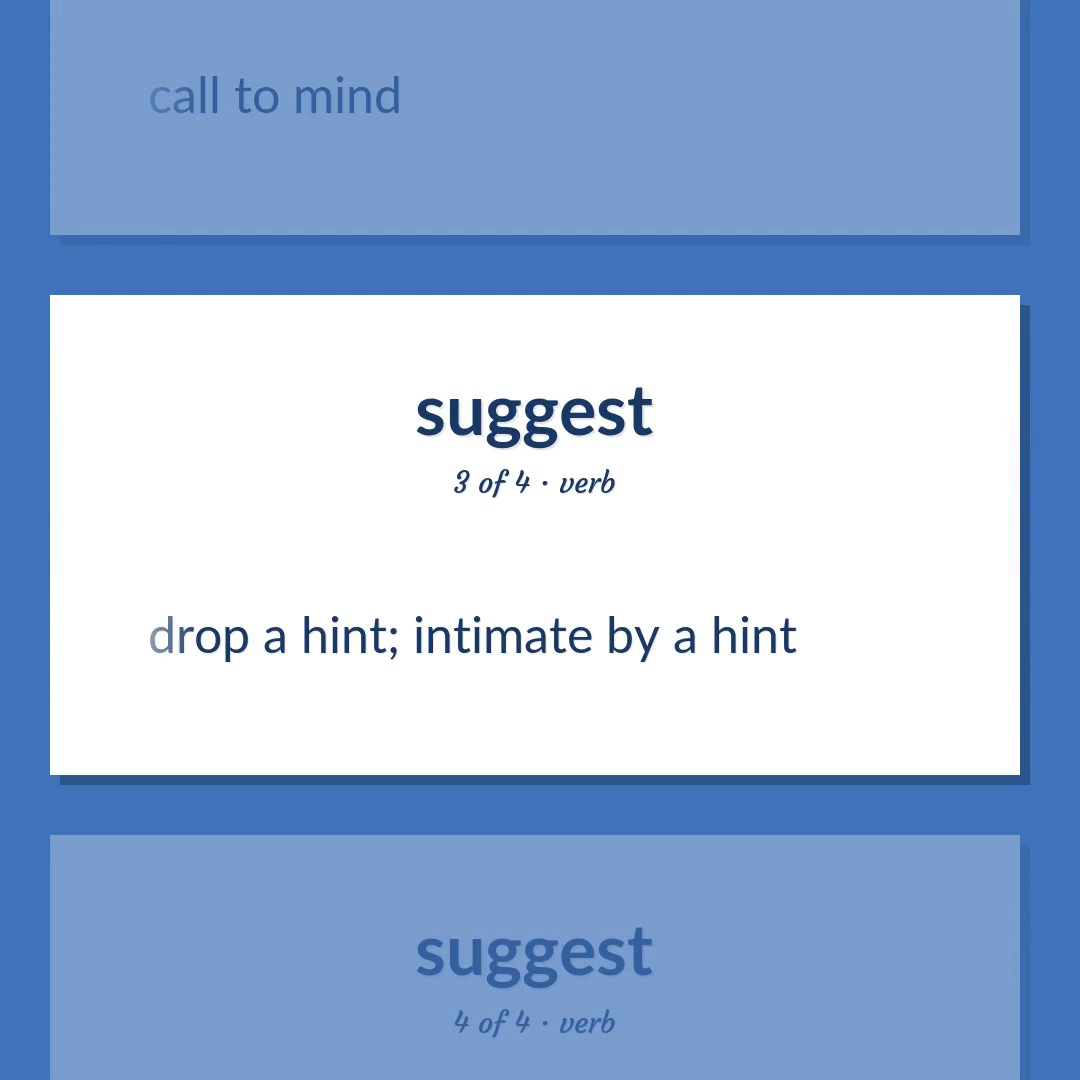 call to mind
suggest
3 of 4 · verb
drop a hint; intimate by a hint
suggest
4 of 4 · verb